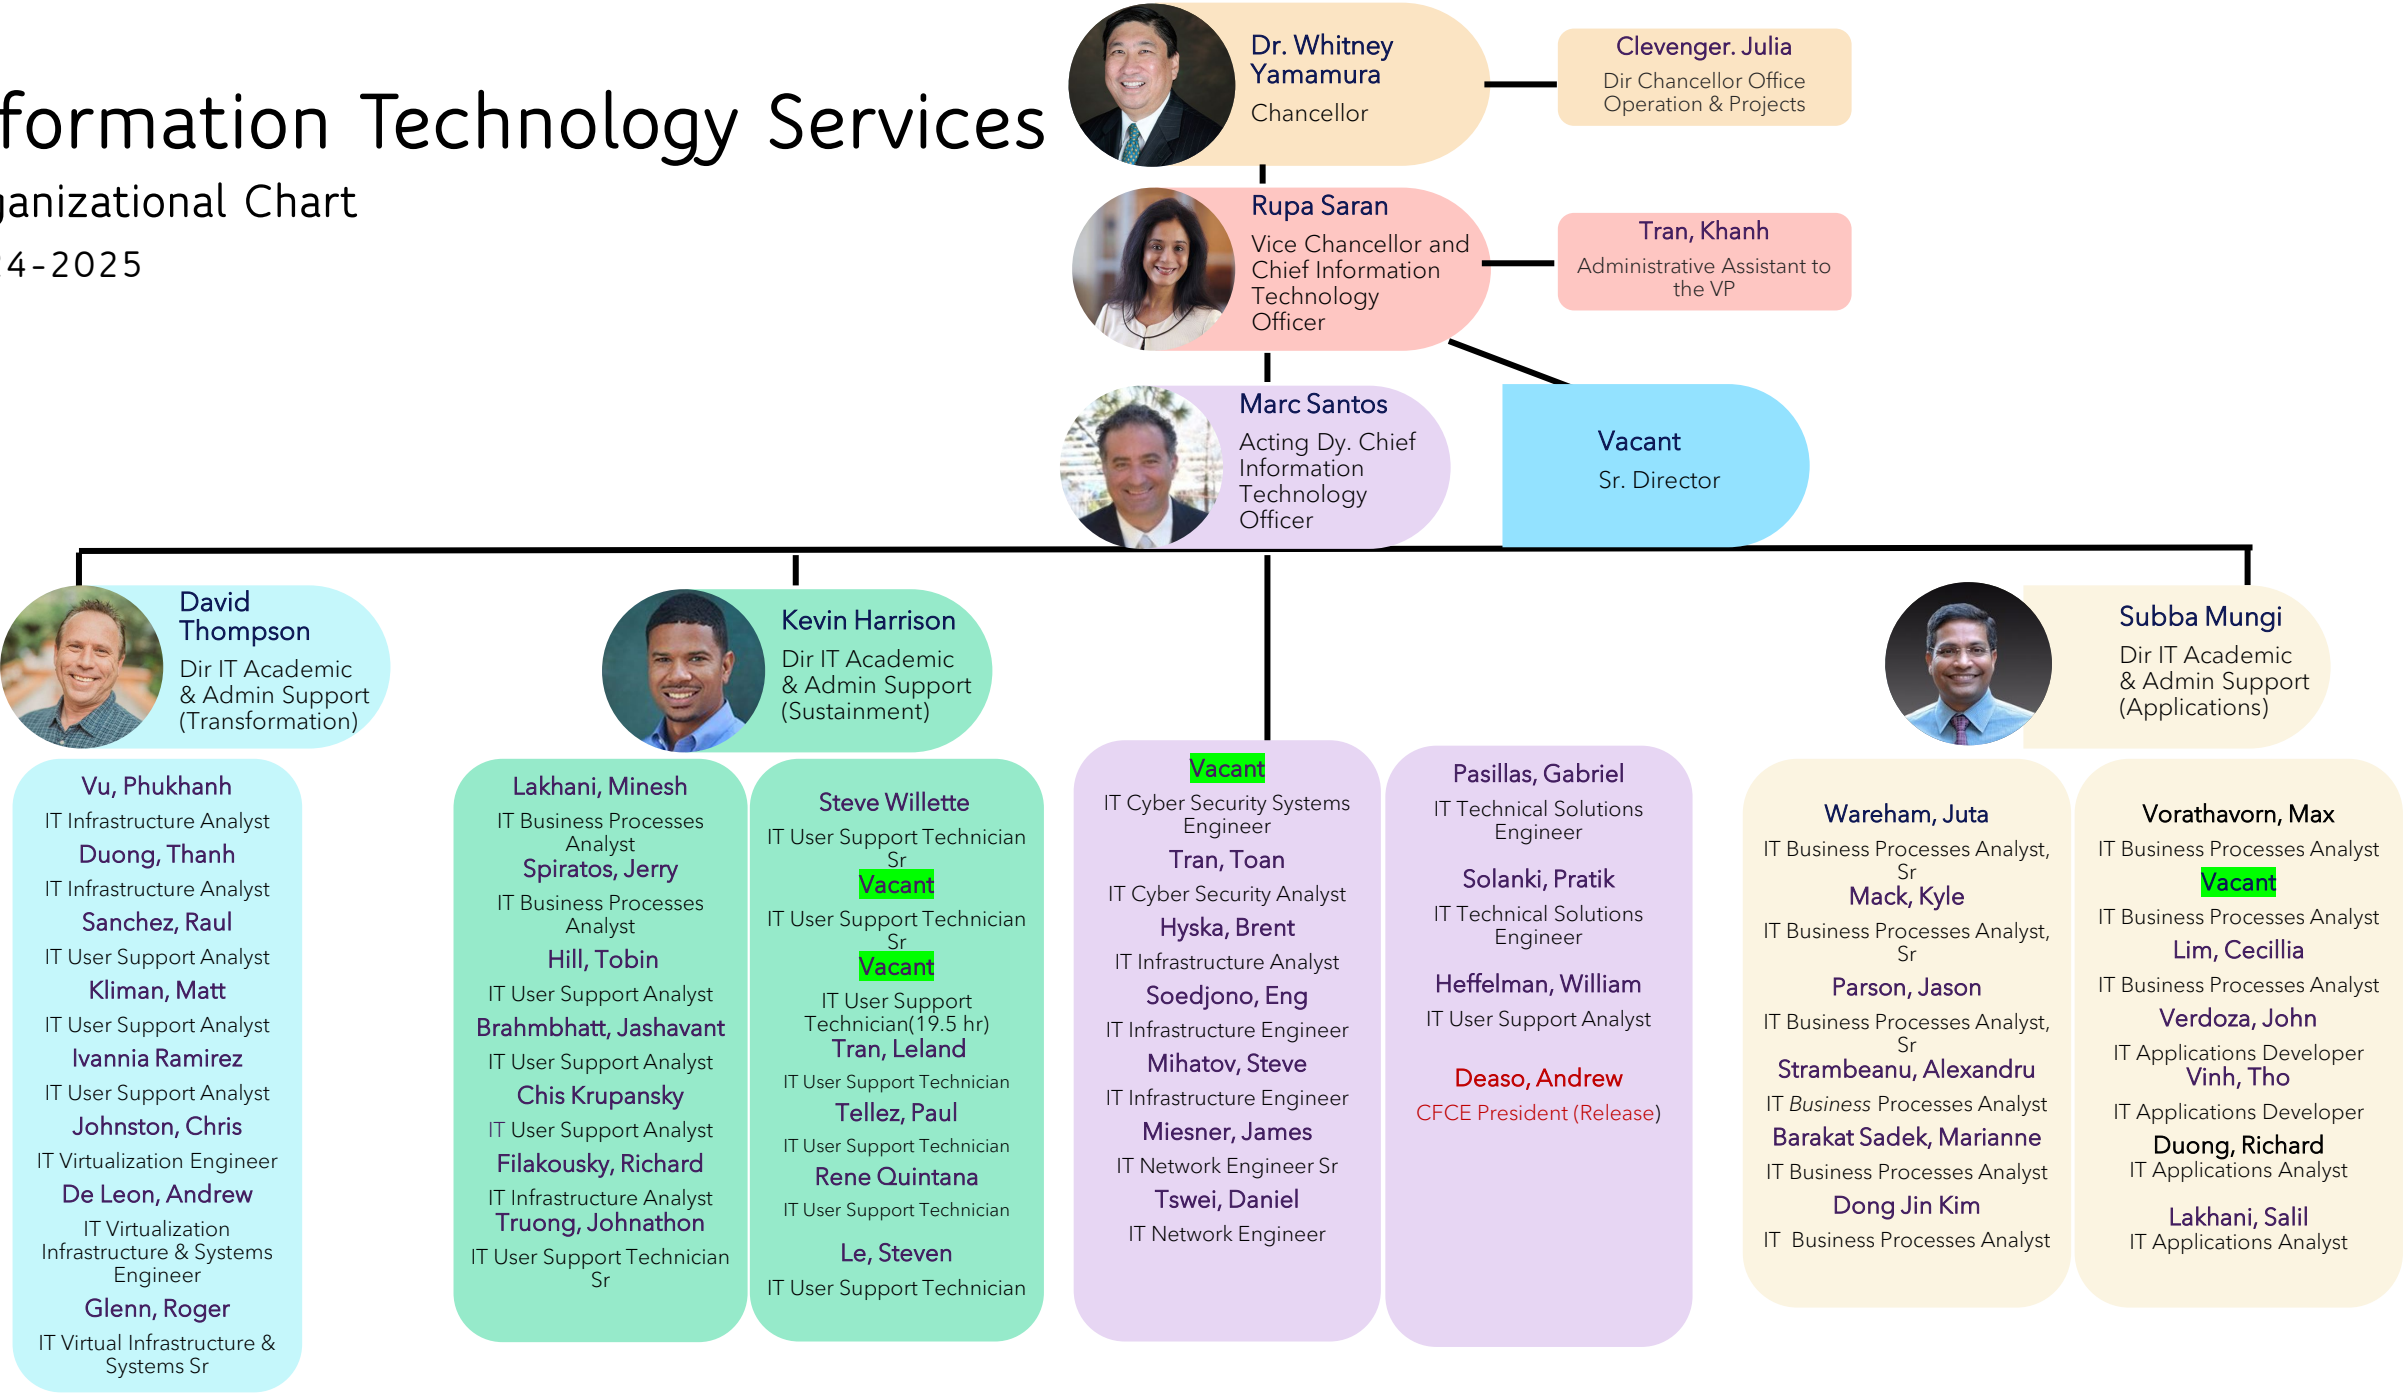 formation Technology Services
ganizational Chart
4-2025
Dr. Whitney
Yamamura
Chancellor
Clevenger. Julia
Dir Chancellor Office
Operation & Projects
Rupa Saran
Vice Chancellor and
Chief Information
Technology
Officer
Tran, Khanh
Administrative Assistant to
the VP
Marc Santos
Acting Dy. Chief
Information
Technology
Officer
Vacant
Sr. Director
David
Thompson
Dir IT Academic
& Admin Support
(Transformation)
Vu, Phukhanh
IT Infrastructure Analyst
Duong, Thanh
IT Infrastructure Analyst
Sanchez, Raul
IT User Support Analyst
Kliman, Matt
IT User Support Analyst
Ivannia Ramirez
IT User Support Analyst
Johnston, Chris
IT Virtualization Engineer
De Leon, Andrew
IT Virtualization
Infrastructure & Systems
Engineer
Glenn, Roger
IT Virtual Infrastructure &
Systems Sr
Kevin Harrison
Dir IT Academic
& Admin Support
(Sustainment)
Lakhani, Minesh
IT Business Processes
Analyst
Spiratos, Jerry
IT Business Processes
Analyst
Hill, Tobin
IT User Support Analyst
Brahmbhatt, Jashavant
IT User Support Analyst
Chis Krupansky
IT User Support Analyst
Filakousky, Richard
IT Infrastructure Analyst
Truong, Johnathon
IT User Support Technician
Sr
Steve Willette
IT User Support Technician
Sr
Vacant
IT User Support Technician
Sr
Vacant
IT User Support
Technician(19.5 hr)
Tran, Leland
IT User Support Technician
Tellez, Paul
IT User Support Technician
Rene Quintana
IT User Support Technician
Le, Steven
IT User Support Technician
Vacant
IT Cyber Security Systems
Engineer
Tran, Toan
IT Cyber Security Analyst
Hyska, Brent
IT Infrastructure Analyst
Soedjono, Eng
IT Infrastructure Engineer
Mihatov, Steve
IT Infrastructure Engineer
Miesner, James
IT Network Engineer Sr
Tswei, Daniel
IT Network Engineer
Pasillas, Gabriel
IT Technical Solutions
Engineer
Solanki, Pratik
IT Technical Solutions
Engineer
Heffelman, William
IT User Support Analyst
Deaso, Andrew
CFCE President (Release)
Subba Mungi
Dir IT Academic
& Admin Support
(Applications)
Wareham, Juta
IT Business Processes Analyst,
Sr
Mack, Kyle
IT Business Processes Analyst,
Sr
Parson, Jason
IT Business Processes Analyst,
Sr
Strambeanu, Alexandru
IT Business Processes Analyst
Barakat Sadek, Marianne
IT Business Processes Analyst
Dong Jin Kim
IT  Business Processes Analyst
Vorathavorn, Max
IT Business Processes Analyst
Vacant
IT Business Processes Analyst
Lim, Cecillia
IT Business Processes Analyst
Verdoza, John
IT Applications Developer
Vinh, Tho
IT Applications Developer
Duong, Richard
IT Applications Analyst
Lakhani, Salil
IT Applications Analyst